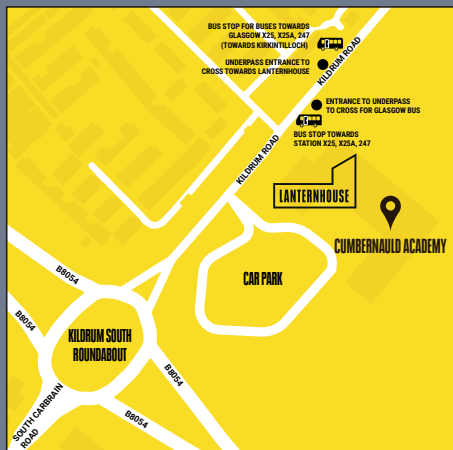 BUS STOP FOR BUSES TOWARDS
GLASGOW X25, X25A, 247
(TOWARDS KIRKINTILLOCH)
UNDERPASS ENTRANCE TO
CROSS TOWARDS LANTERNHOUSE
KILDRUM ROAD
ENTRANCE TO UNDERPASS
TO CROSS FOR GLASGOW BUS
BUS STOP TOWARDS
STATION X25, X25A, 247
KILDRUM ROAD
LANTERNHOUSE
CUMBERNAULD ACADEMY
CAR PARK
B8054
B8054
KILDRUM SOUTH
ROUNDABOUT
B8054
SOUTH CARBRAIN
ROAD
B8054